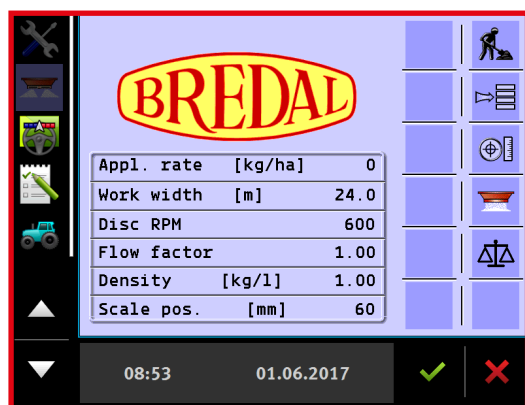 BREDAL
Appl. rate [kg/ha] 0
Work width [m] 24.0
Disc RPM 600
Flow factor 1.00
Density [kg/l] 1.00
Scale pos. [mm] 60
08:53 01.06.2017